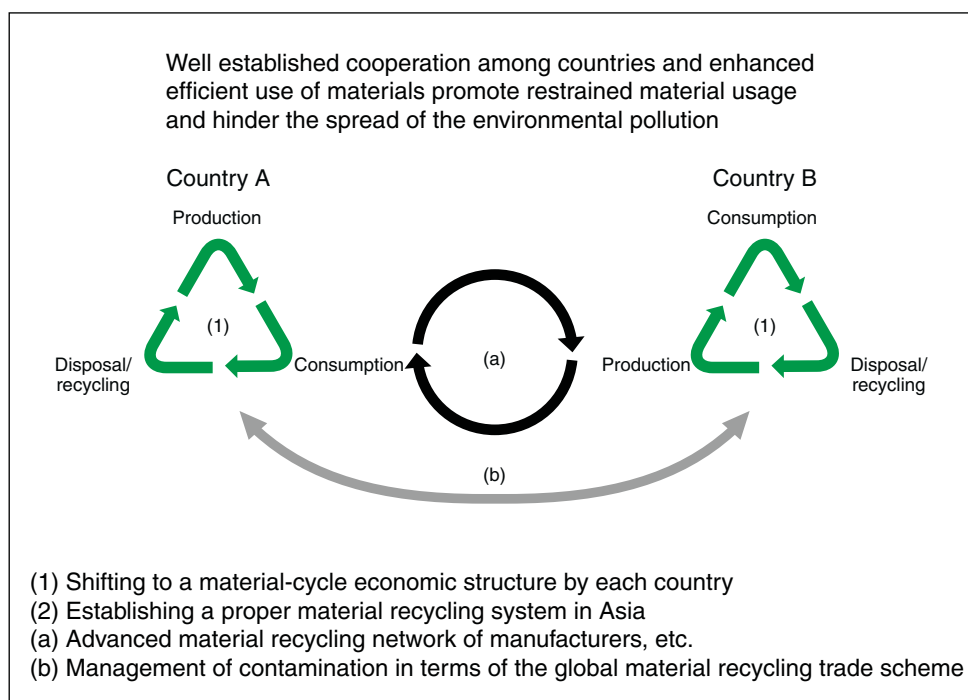 Well established cooperation among countries and enhanced
efficient use of materials promote restrained material usage
and hinder the spread of the environmental pollution
Country A
Country B
Production
Consumption
(1)
(a)
(1)
Disposal/
recycling
Consumption
Production
Disposal/
recycling
(b)
(1) Shifting to a material-cycle economic structure by each country
(2) Establishing a proper material recycling system in Asia
(a) Advanced material recycling network of manufacturers, etc.
(b) Management of contamination in terms of the global material recycling trade scheme